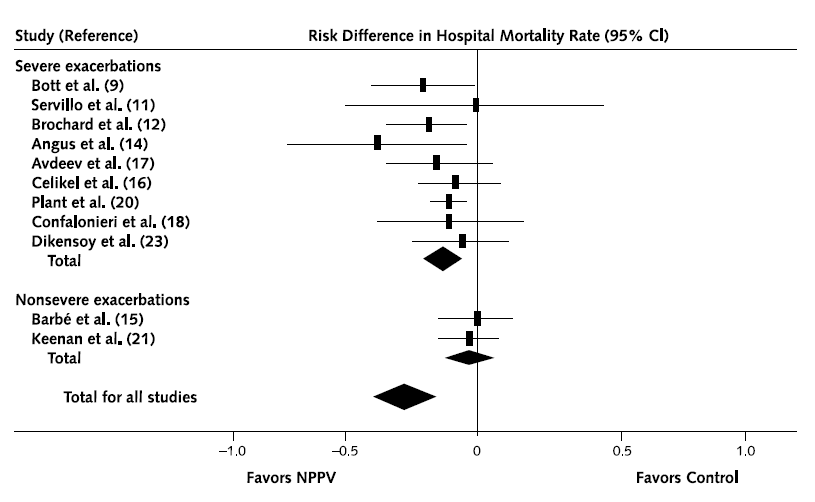 Study (Reference) Risk Difference in Hospital Mortality Rate (95% CI)
Severe exacerbations
Bott et al. (9)
Servillo et al. (11)
Brochard et al. (12)
Angus et al. (14)
Avdeev et al. (17)
Celikel et al. (16)
Plant et al. (20)
Confalonieri et al. (18)
Dikensoy et al. (23)
Total
Nonsevere exacerbations
Barbé et al. (15)
Keenan et al. (21)
Total
Total for all studies
–1.0 –0.5 0 0.5 1.0
Favors NPPV Favors Control